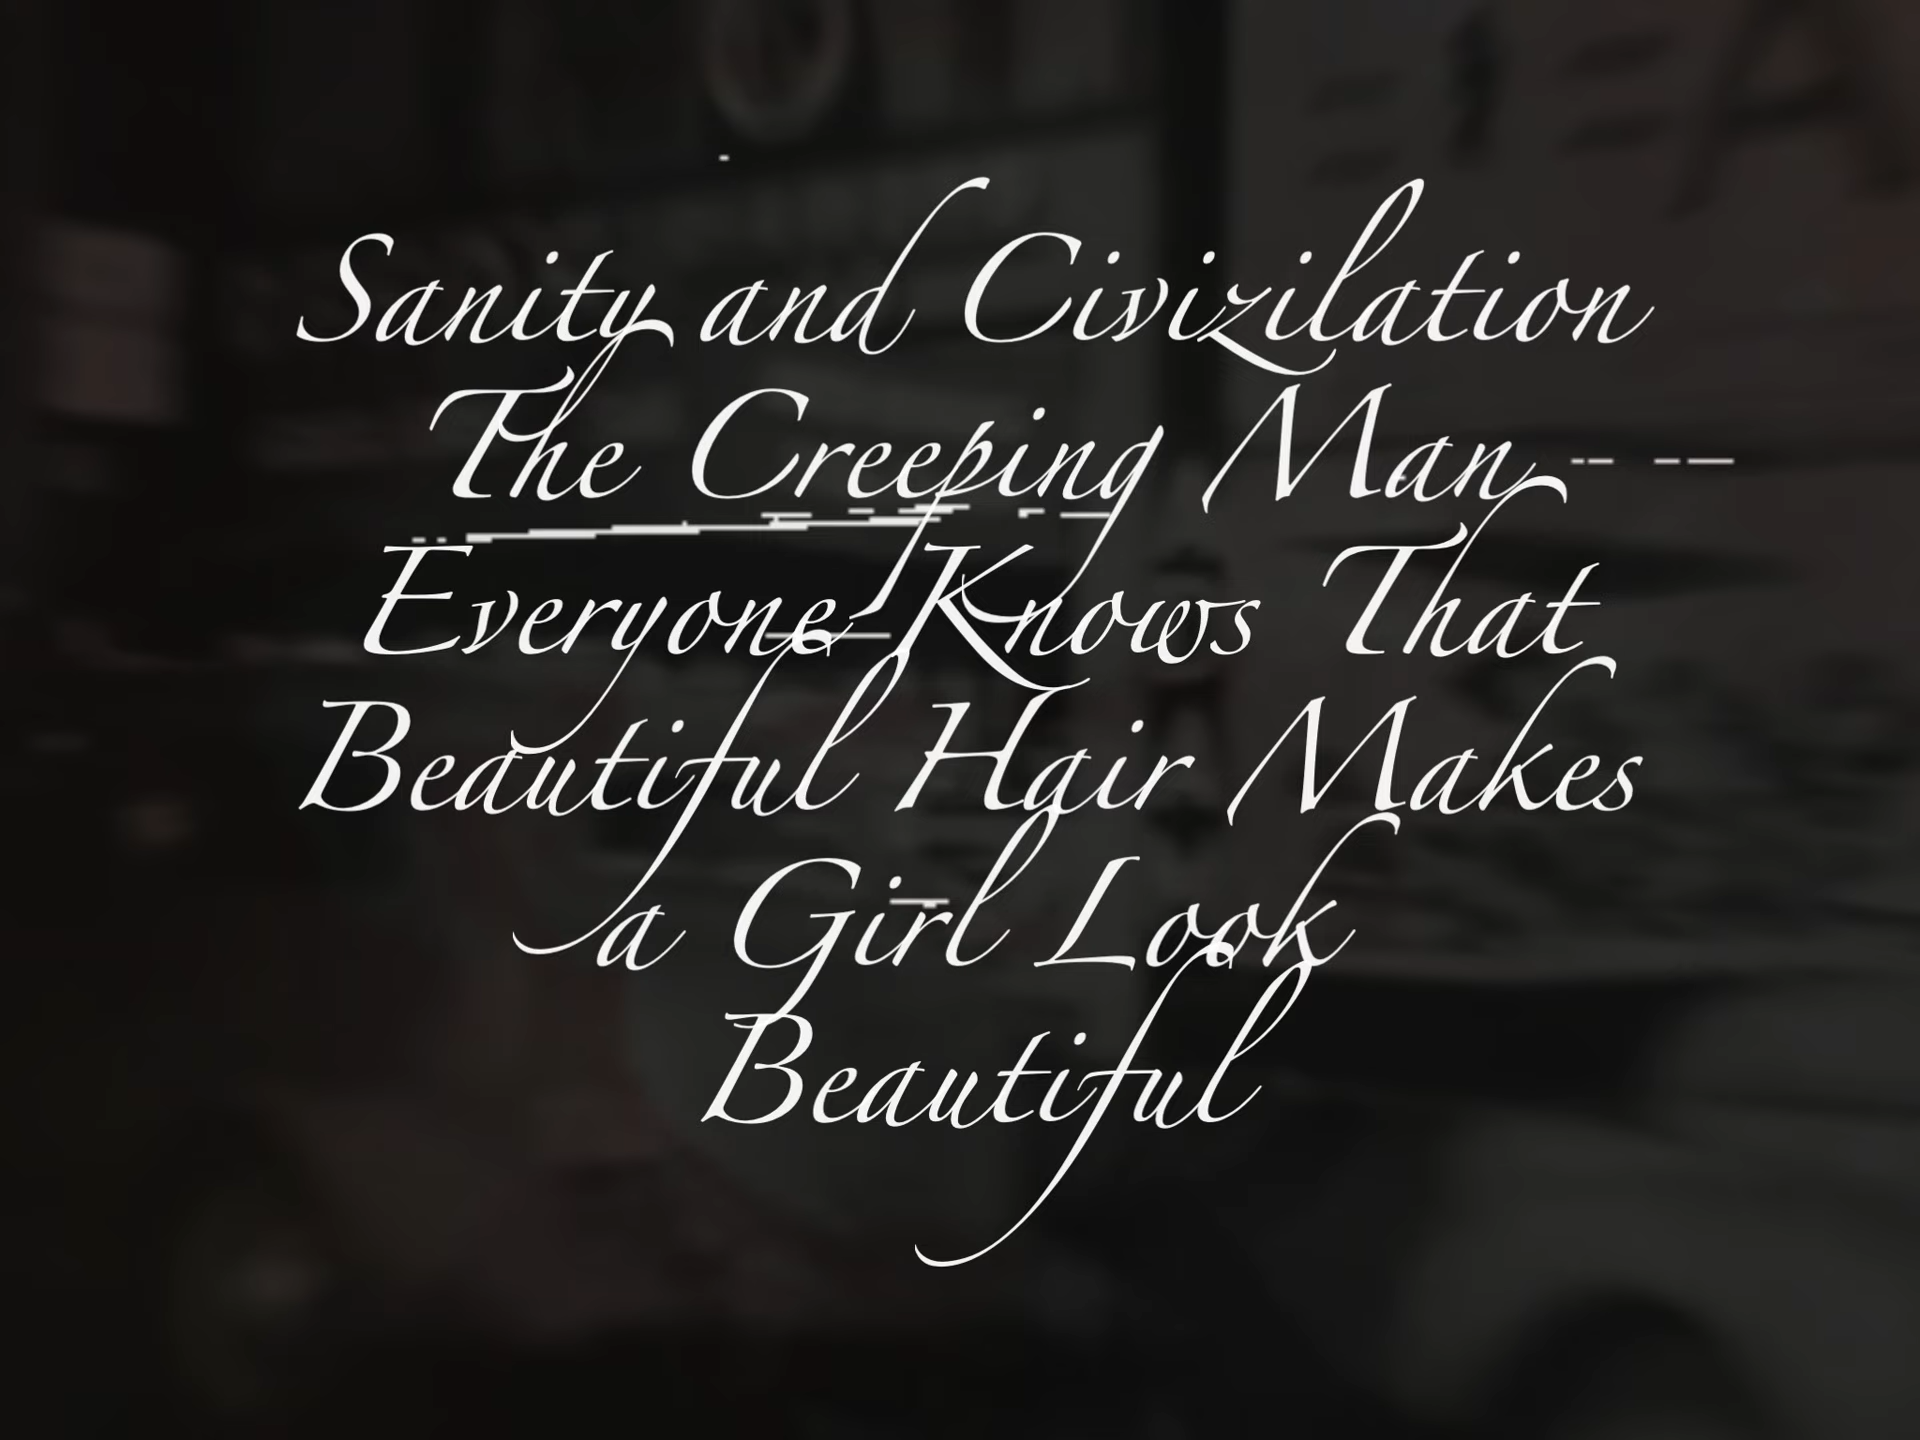 Sanity and Civizilation
The Creeping Man
Everyone Knows That
Beautiful Hair Makes
a Girl Look
Beautiful